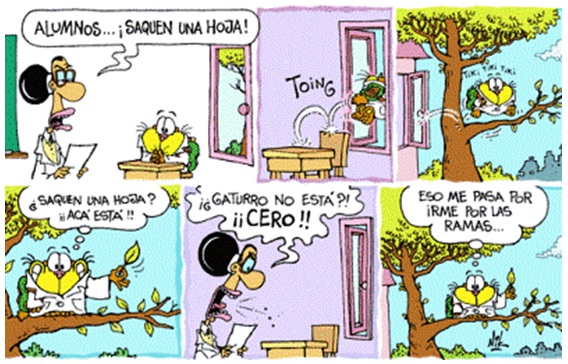 ALUMNOS... ¡SAQUEN UNA HOJA!
TOING
TIKI TIKI TIKI
¿SAQUEN UNA HOJA?
¡¡ACÁ ESTÁ!!
¡¿GATURRO NO ESTÁ?!
¡¡CERO!!
ESO ME PASA POR
¡IRME POR LAS
RAMAS...
NIK